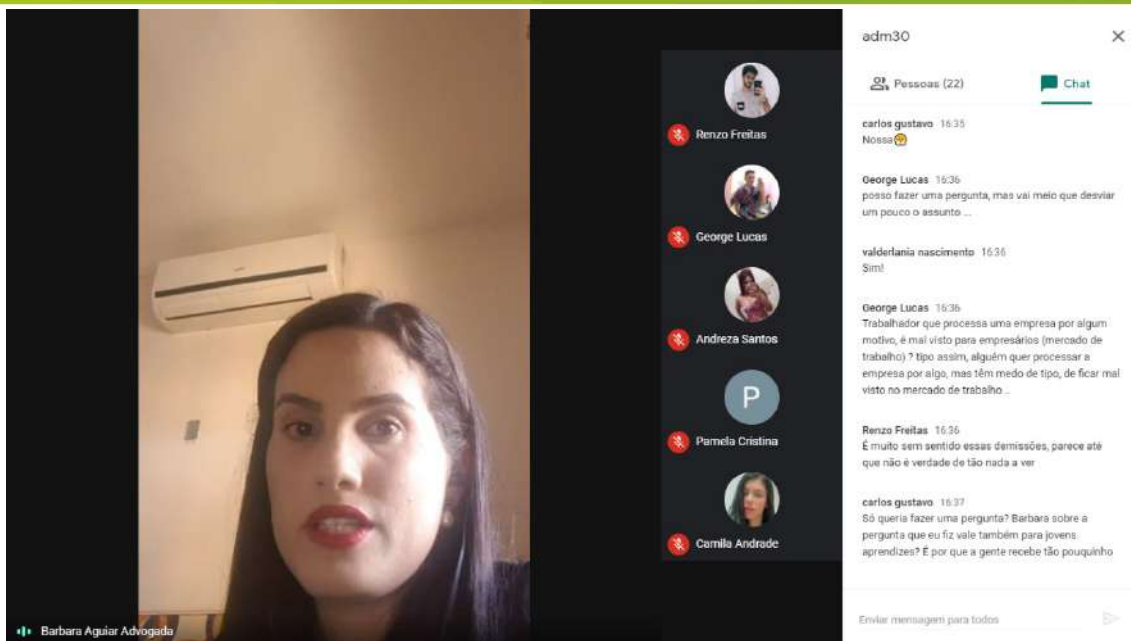 Renzo Freitas
George Lucas
Andreza Santos
P
Pamela Cristina
Camila Andrade
Barbara Aguiar Advogada
adm30
Pessoas (22)
Chat
carlos gustavo 16:35
Nossa
George Lucas 16:36
posso fazer uma pergunta, mas vai meio que desviar
um pouco o assunto ...
valderlania nascimento 16:36
Sim!
George Lucas 16:36
Trabalhador que processa uma empresa por algum
motivo, é mal visto para empresários (mercado de
trabalho) ? tipo assim, alguém quer processar a
empresa por algo, mas têm medo de tipo, de ficar mal
visto no mercado de trabalho ..
Renzo Freitas 16:36
É muito sem sentido essas demissões, parece até
que não é verdade de tão nada a ver
carlos gustavo 16:37
Só queria fazer uma pergunta? Barbara sobre a
pergunta que eu fiz vale também para jovens
aprendizes? É por que a gente recebe tão pouquinho
Enviar mensagem para todos